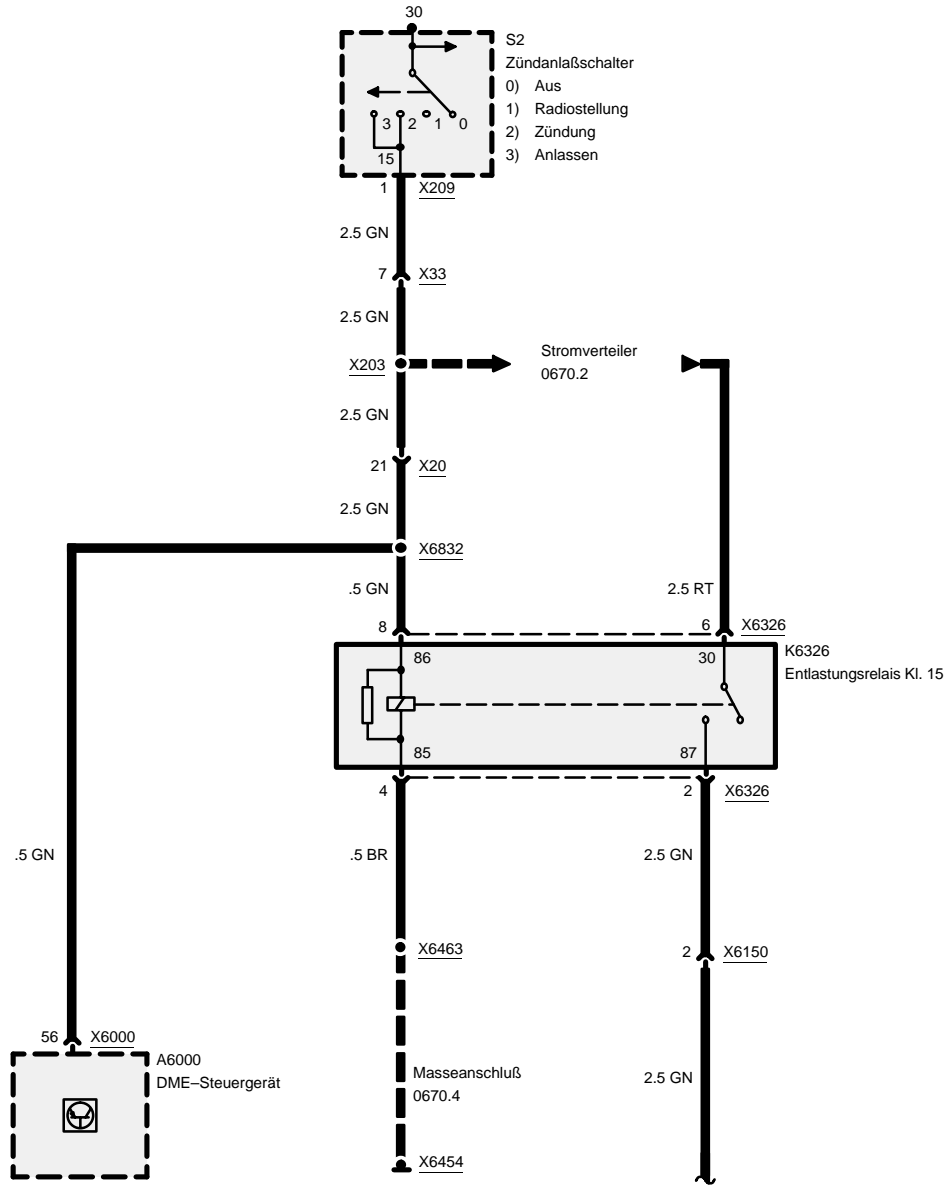 30
S2
Zündanlaßschalter
0) Aus
1) Radiostellung
2) Zündung
3) Anlassen
3 2 1 0
15
1 X209
2.5 GN
7 X33
2.5 GN
X203
Stromverteiler
0670.2
2.5 GN
21 X20
2.5 GN
X6832
.5 GN
2.5 RT
8
6 X6326
86
30
K6326
Entlastungsrelais Kl. 15
85
87
4
2 X6326
.5 GN
.5 BR
2.5 GN
X6463
2 X6150
56 X6000
A6000
DME–Steuergerät
Masseanschluß
0670.4
2.5 GN
X6454